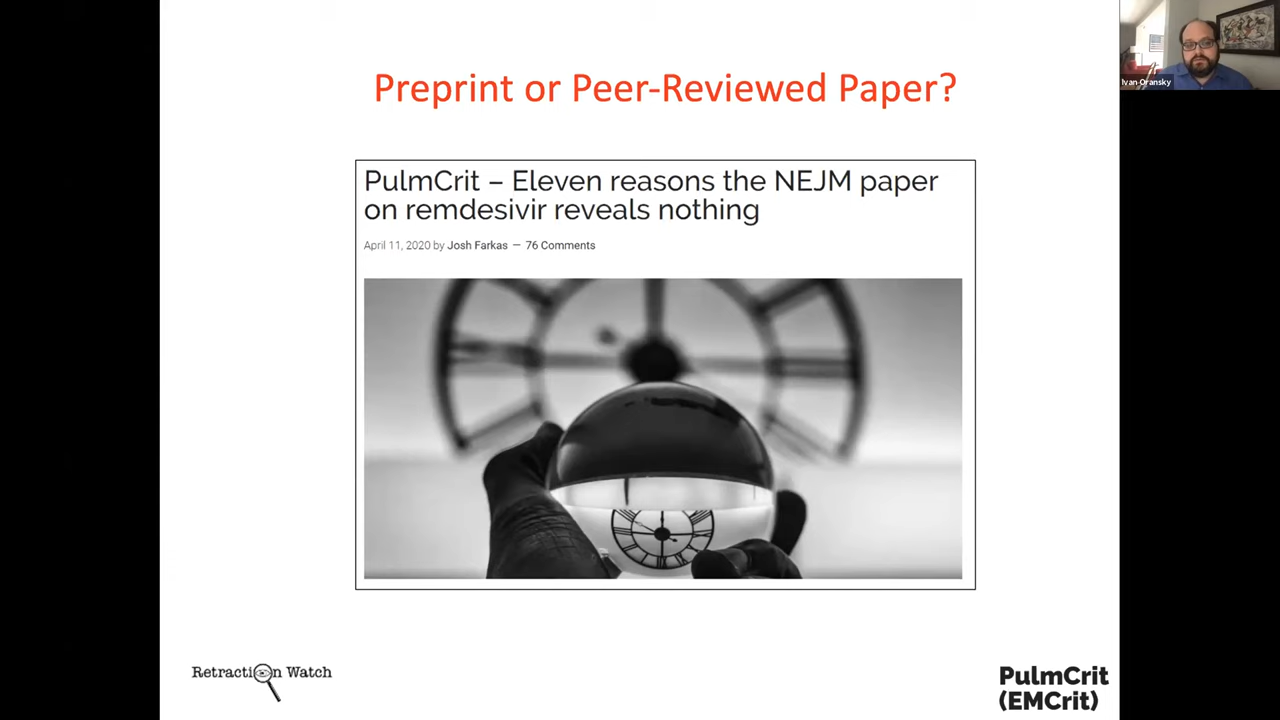 Preprint or Peer-Reviewed Paper?
Ivan Oransky
PulmCrit – Eleven reasons the NEJM paper
on remdesivir reveals nothing
April 11, 2020 by Josh Farkas — 76 Comments
Retraction Watch
PulmCrit
(EMCrit)